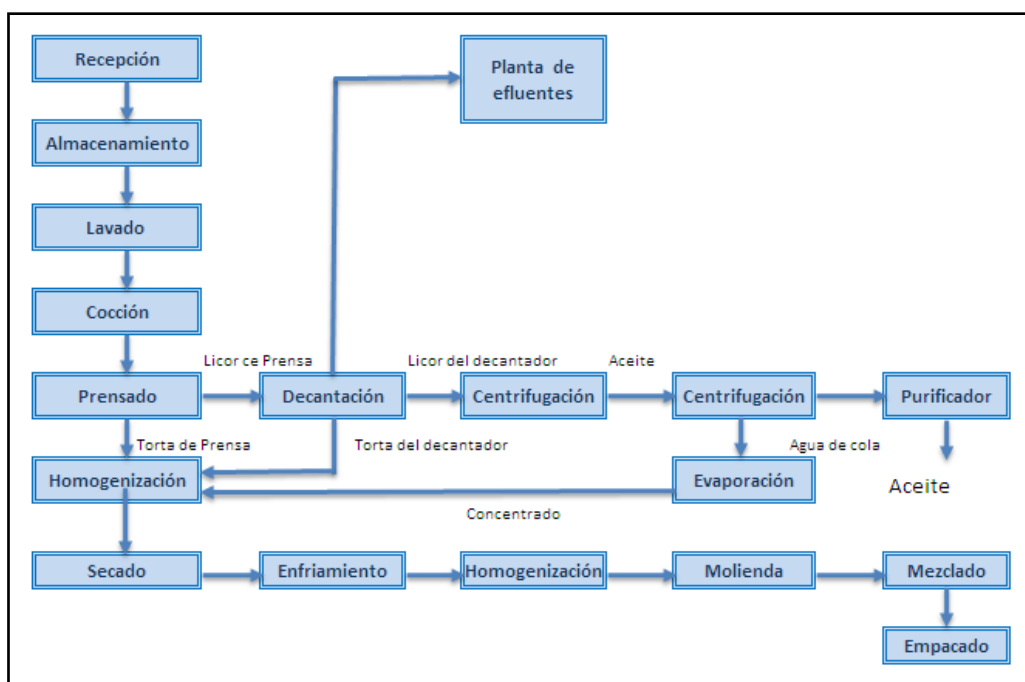 Recepción
Planta de
efluentes
Almacenamiento
Lavado
Cocción
Licor ce Prensa
Licor del decantador
Aceite
Prensado
Decantación
Centrifugación
Centrifugación
Purificador
Torta de Prensa
Torta del decantador
Agua de cola
Homogenización
Evaporación
Aceite
Concentrado
Secado
Enfriamiento
Homogenización
Molienda
Mezclado
Empacado